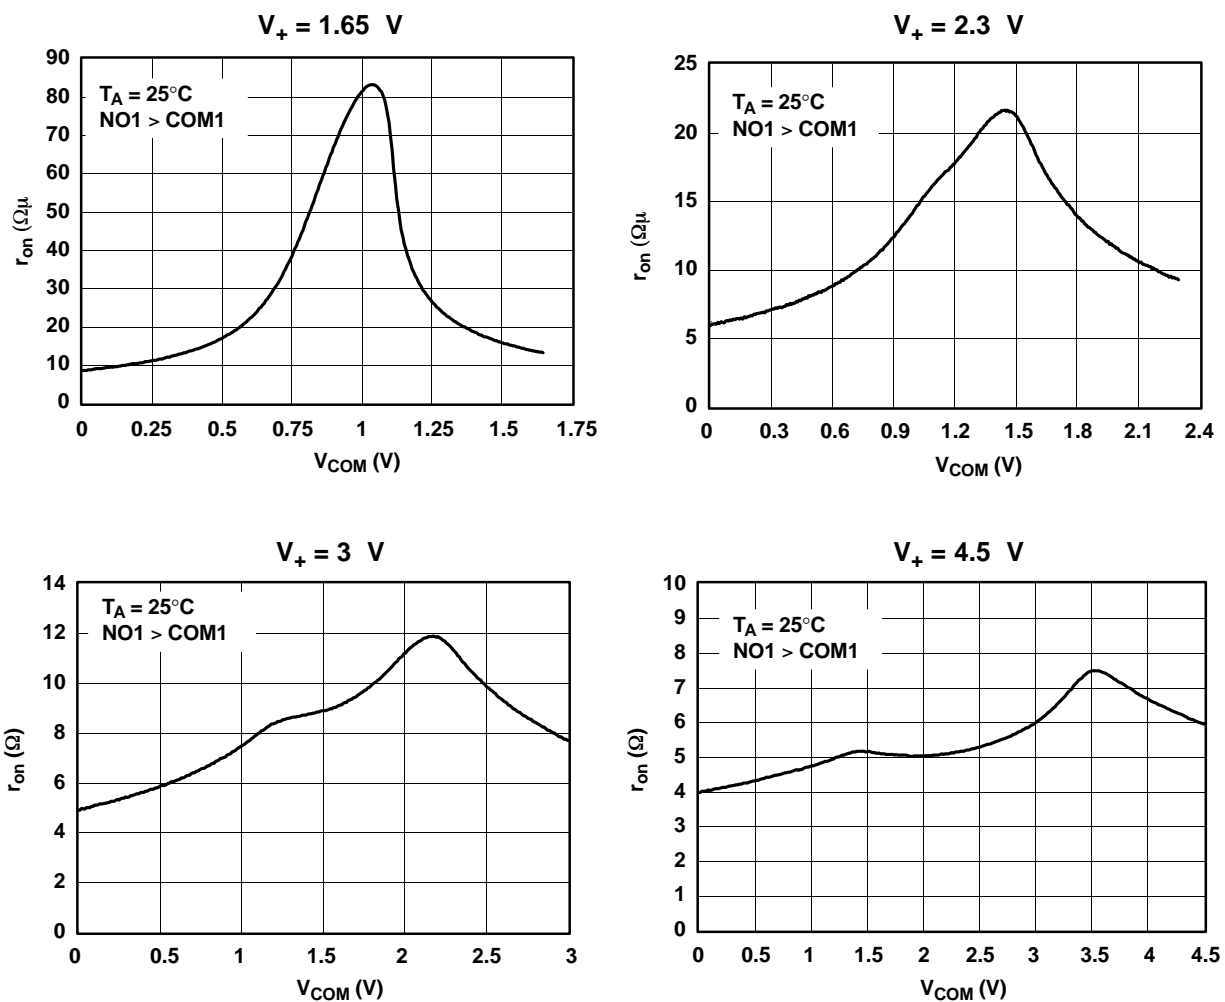 V+ = 1.65 V
90
80
70
60
50
40
30
20
10
0
TA = 25°C
NO1 > COM1
ron (Ωμ
0 0.25 0.5 0.75 1 1.25 1.5 1.75
VCOM (V)
V+ = 2.3 V
25
20
15
10
5
0
TA = 25°C
NO1 > COM1
ron (Ωμ
0 0.3 0.6 0.9 1.2 1.5 1.8 2.1 2.4
VCOM (V)
V+ = 3 V
14
12
10
8
6
4
2
0
TA = 25°C
NO1 > COM1
ron (Ω)
0 0.5 1 1.5 2 2.5 3
VCOM (V)
V+ = 4.5 V
10
9
8
7
6
5
4
3
2
1
0
TA = 25°C
NO1 > COM1
ron (Ω)
0 0.5 1 1.5 2 2.5 3 3.5 4 4.5
VCOM (V)